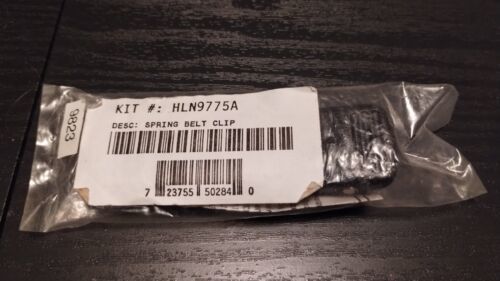 KIT #: HLN9775A
DESC: SPRING BELT CLIP
7 23755 50284 0
9823